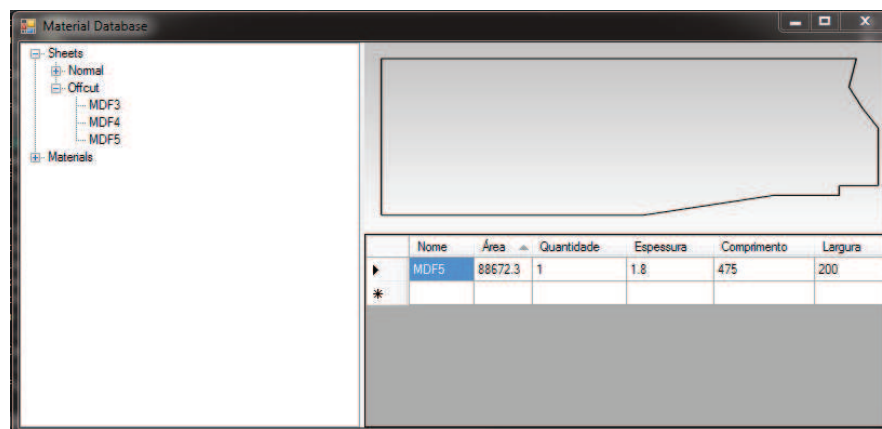 Material Database
Sheets
Normal
Offcut
MDF3
MDF4
MDF5
Materials
Nome Área Quantidade Espessura Comprimento Largura
MDF5 88672.3 1 1.8 475 200